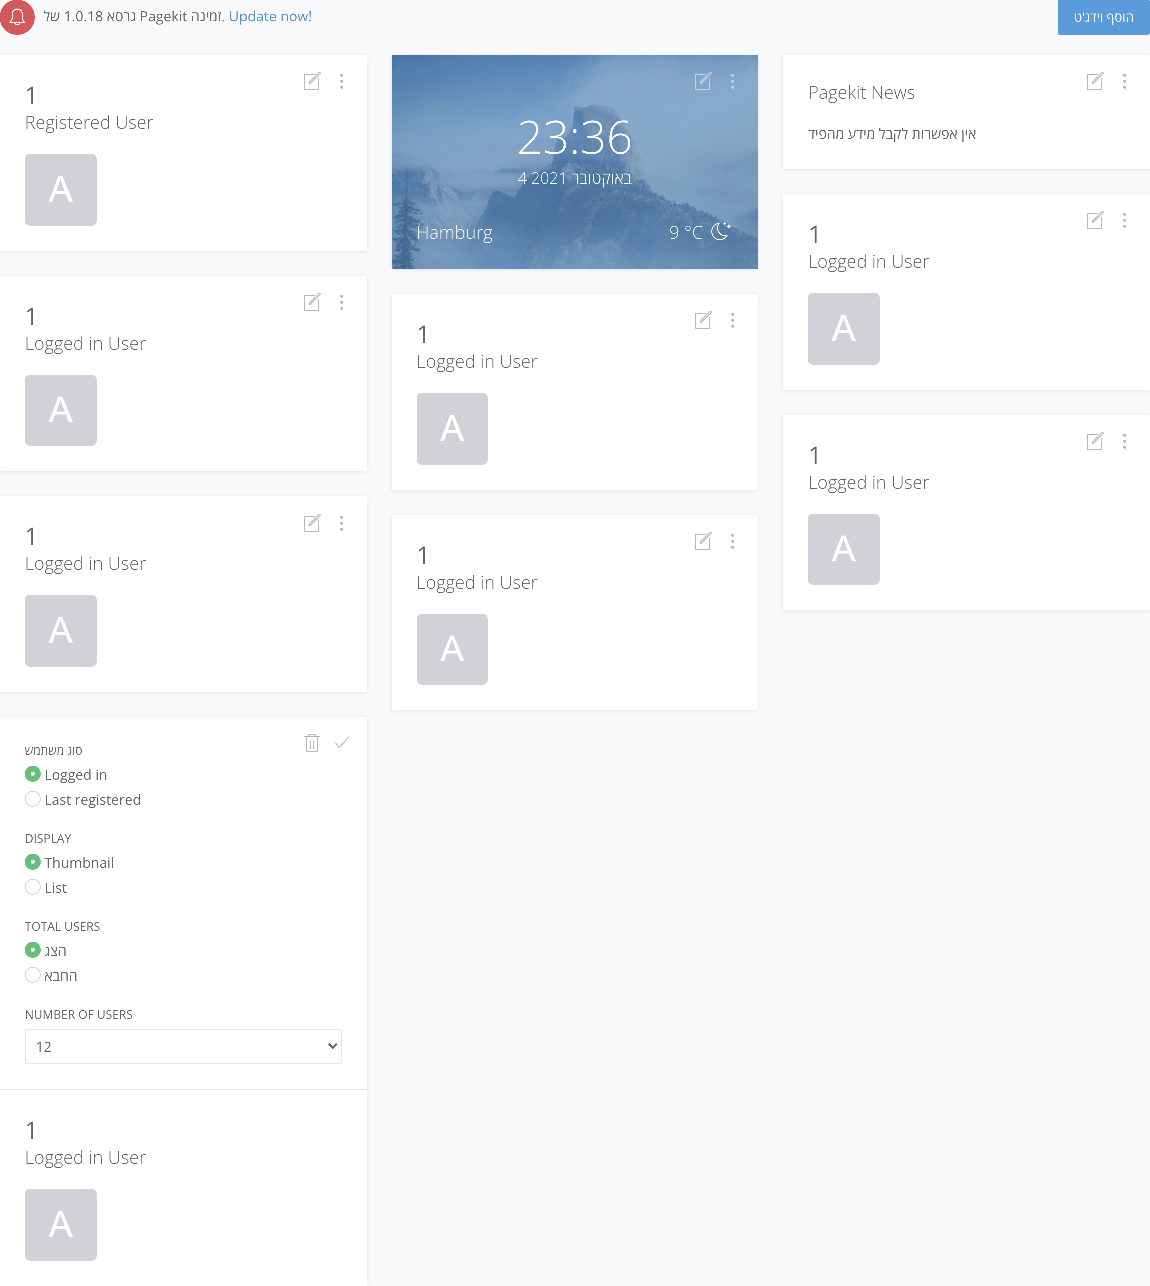 גרסא 1.0.18 של Pagekit זמינה. Update now!
הוסף וידג'ט
1
Registered User
A
1
Logged in User
A
1
Logged in User
A
סוג משתמש
Logged in
Last registered
DISPLAY
Thumbnail
List
TOTAL USERS
הצג
החבא
NUMBER OF USERS
12
1
Logged in User
A
23:36
4 באוקטובר 2021
Hamburg
9 °C
1
Logged in User
A
1
Logged in User
A
Pagekit News
אין אפשרות לקבל מידע מהפיד
1
Logged in User
A
1
Logged in User
A